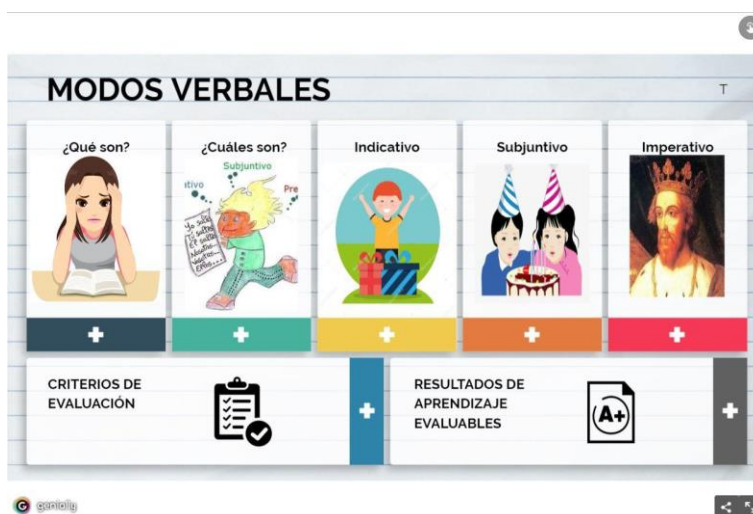 MODOS VERBALES
T
¿Qué son?
¿Cuáles son?
Indicativo
Subjuntivo
Imperativo
Subjuntivo
CRITERIOS DE
EVALUACIÓN
RESULTADOS DE
APRENDIZAJE
EVALUABLES
A+
genially